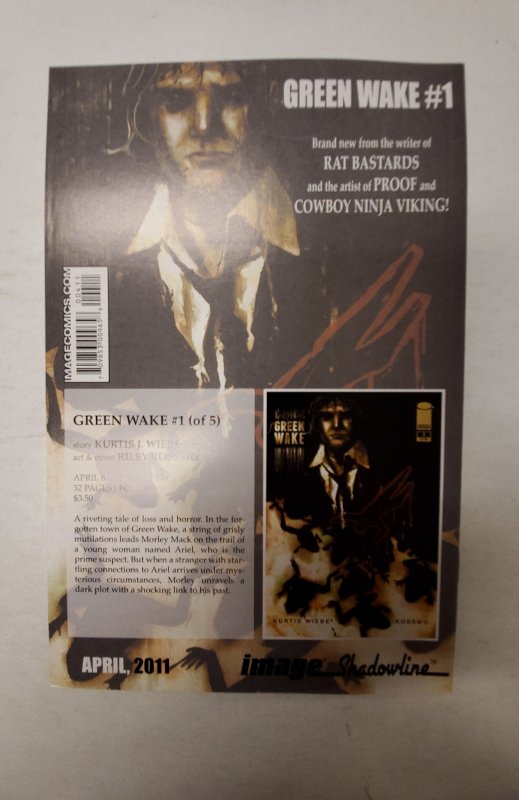 GREEN WAKE #1
Brand new from the writer of
RAT BASTARDS
and the artist of PROOF and
COWBOY NINJA VIKING!
IMAGECOMICS.COM
00411
GREEN WAKE #1 (of 5)
story KURTIS J. WIEBE
art & cover RILEY ROSSMO
APRIL 6
32 PAGES / FC
$3.50
A riveting tale of loss and horror. In the for-
gotten town of Green Wake, a string of grisly
mutilations leads Morley Mack on the trail of
a young woman named Ariel, who is the
prime suspect. But when a stranger with star-
tling connections to Ariel arrives under mys-
terious circumstances, Morley unravels a
dark plot with a shocking link to his past.
GREEN
WAKE
KURTIS WIEBE
ROSSMO
APRIL, 2011
image Shadowline™